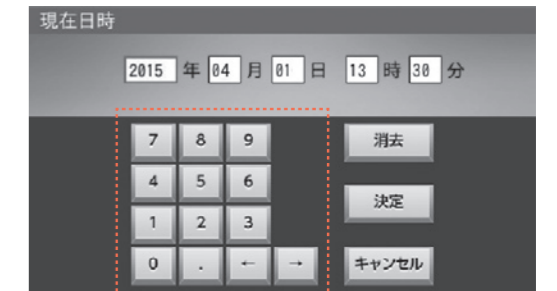 現在日時
2015 年 04 月 01 日 13 時 30 分
7 8 9 消去
4 5 6
決定
1 2 3
0 . ← → キャンセル